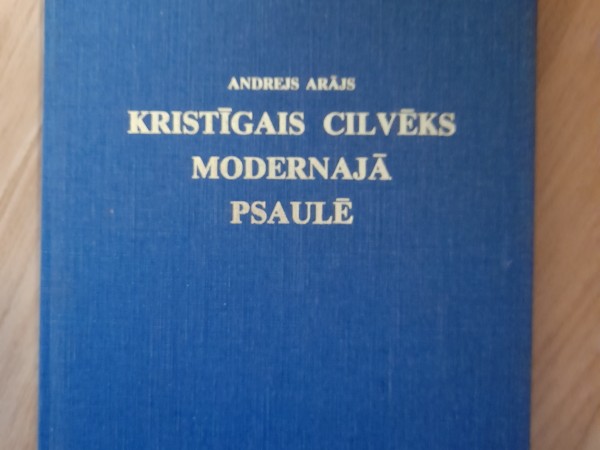 ANDREJS ARĀJS
KRISTĪGAIS CILVĒKS
MODERNAJĀ
PSAULĒ